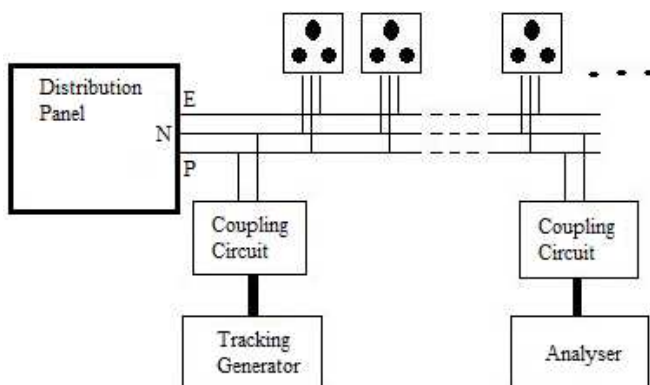 Distribution
Panel
E
N
P
Coupling
Circuit
Coupling
Circuit
Tracking
Generator
Analyser